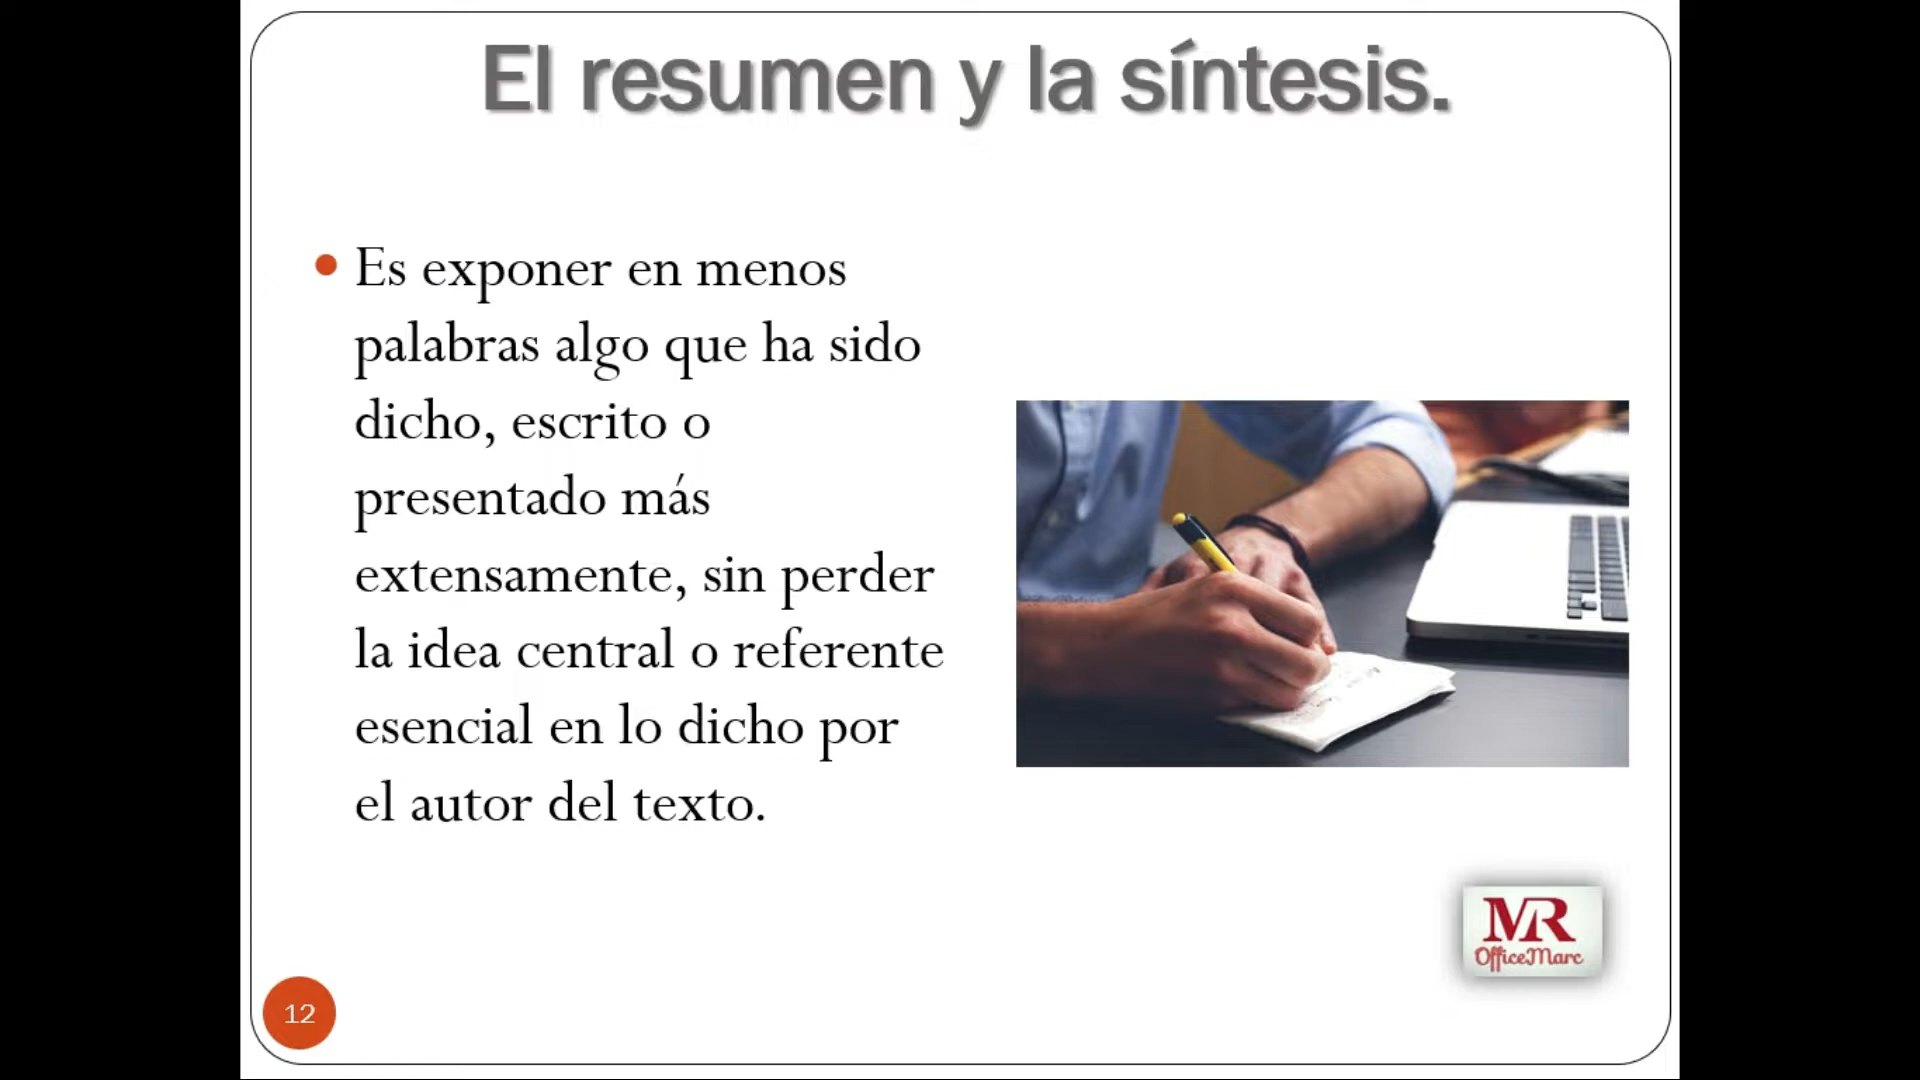 El resumen y la síntesis.
Es exponer en menos
palabras algo que ha sido
dicho, escrito o
presentado más
extensamente, sin perder
la idea central o referente
esencial en lo dicho por
el autor del texto.
MR
OfficeMarc
12